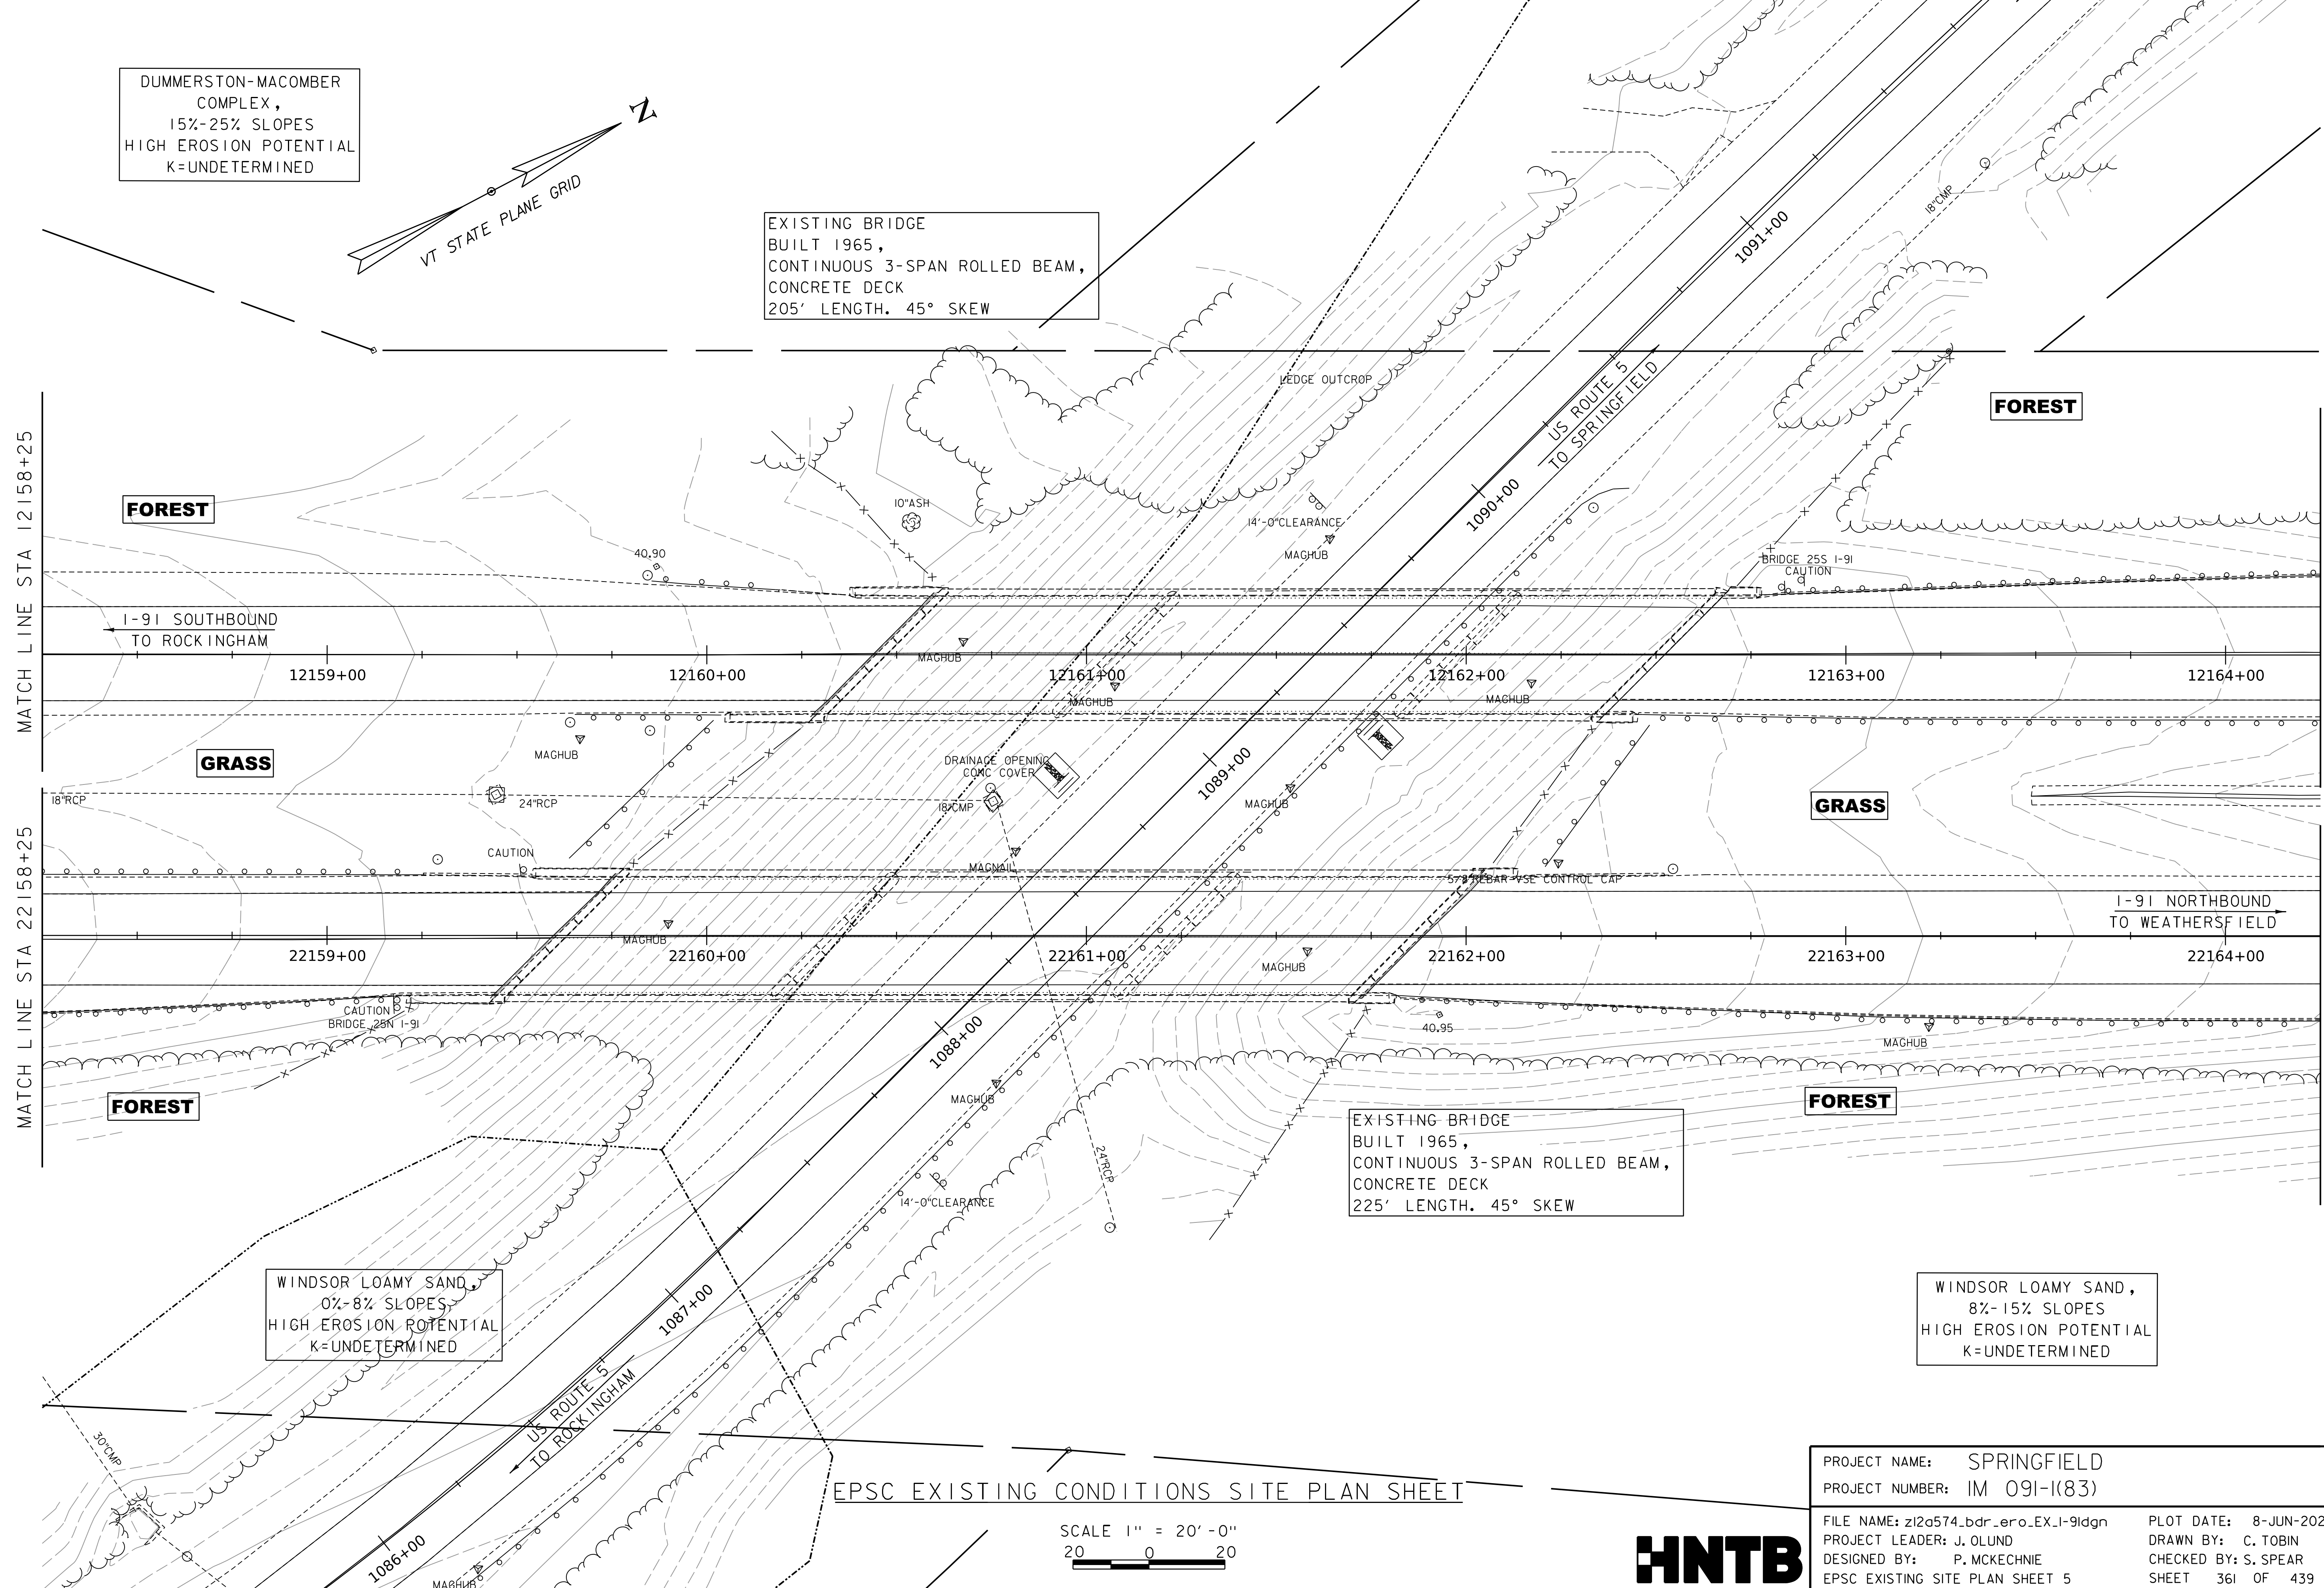 DUMMERSTON-MACOMBER
COMPLEX,
15%-25% SLOPES
HIGH EROSION POTENTIAL
K=UNDETERMINED
N
VT STATE PLANE GRID
EXISTING BRIDGE
BUILT 1965,
CONTINUOUS 3-SPAN ROLLED BEAM,
CONCRETE DECK
205' LENGTH. 45° SKEW
18"CMP
1091+00
US ROUTE 5
TO SPRINGFIELD
LEDGE OUTCROP
FOREST
MATCH LINE STA 12158+25
FOREST
10"ASH
14'-0"CLEARANCE
MAGHUB
1090+00
40.90
BRIDGE 25S I-91
CAUTION
I-91 SOUTHBOUND
TO ROCKINGHAM
MAGHUB
12159+00
12160+00
12161+00
12162+00
12163+00
12164+00
MAGHUB
MAGHUB
MAGHUB
GRASS
DRAINAGE OPENING
CONC COVER
1089+00
18"RCP
24"RCP
18"CMP
MAGHUB
GRASS
MATCH LINE STA 22158+25
CAUTION
MAGNAIL
5/8"REBAR-VSE CONTROL CAP
I-91 NORTHBOUND
TO WEATHERSFIELD
MAGHUB
22159+00
22160+00
22161+00
22162+00
22163+00
22164+00
MAGHUB
CAUTION
BRIDGE 25N I-91
40.95
1088+00
MAGHUB
MAGHUB
FOREST
FOREST
EXISTING BRIDGE
BUILT 1965,
CONTINUOUS 3-SPAN ROLLED BEAM,
CONCRETE DECK
225' LENGTH. 45° SKEW
24"RCP
14'-0"CLEARANCE
WINDSOR LOAMY SAND,
0%-8% SLOPES
HIGH EROSION POTENTIAL
K=UNDETERMINED
1087+00
WINDSOR LOAMY SAND,
8%-15% SLOPES
HIGH EROSION POTENTIAL
K=UNDETERMINED
US ROUTE 5
TO ROCKINGHAM
30"CMP
1086+00
MAGHUB
EPSC EXISTING CONDITIONS SITE PLAN SHEET
SCALE 1" = 20'-0"
20 0 20
HNTB
PROJECT NAME: SPRINGFIELD
PROJECT NUMBER: IM 091-1(83)
FILE NAME: z12a574_bdr_ero_EX_I-91dgn
PROJECT LEADER: J. OLUND
DESIGNED BY: P. MCKECHNIE
EPSC EXISTING SITE PLAN SHEET 5
PLOT DATE: 8-JUN-202
DRAWN BY: C. TOBIN
CHECKED BY: S. SPEAR
SHEET 361 OF 439